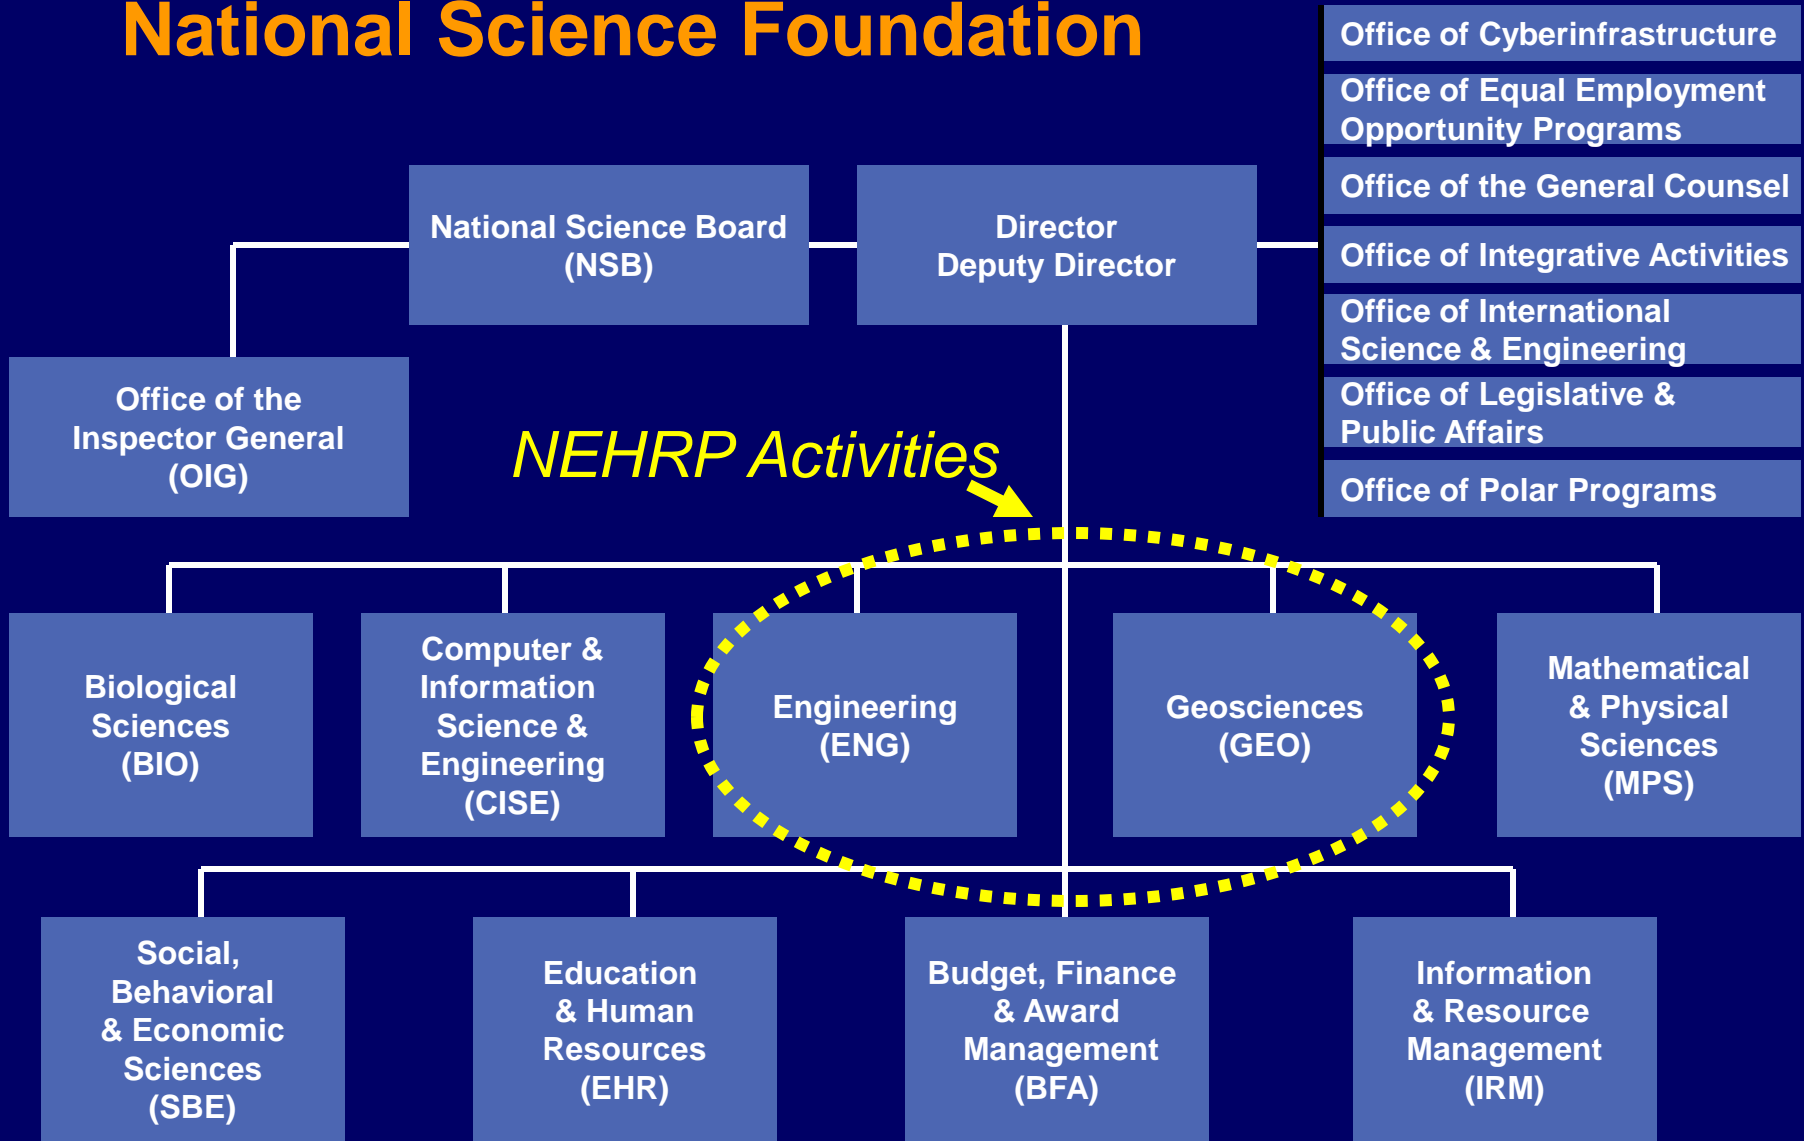 National Science Foundation
Office of Cyberinfrastructure
Office of Equal Employment
Opportunity Programs
Office of the General Counsel
Office of Integrative Activities
Office of International
Science & Engineering
Office of Legislative &
Public Affairs
Office of Polar Programs
National Science Board
(NSB)
Director
Deputy Director
Office of the
Inspector General
(OIG)
NEHRP Activities
Biological
Sciences
(BIO)
Computer &
Information
Science &
Engineering
(CISE)
Engineering
(ENG)
Geosciences
(GEO)
Mathematical
& Physical
Sciences
(MPS)
Social,
Behavioral
& Economic
Sciences
(SBE)
Education
& Human
Resources
(EHR)
Budget, Finance
& Award
Management
(BFA)
Information
& Resource
Management
(IRM)